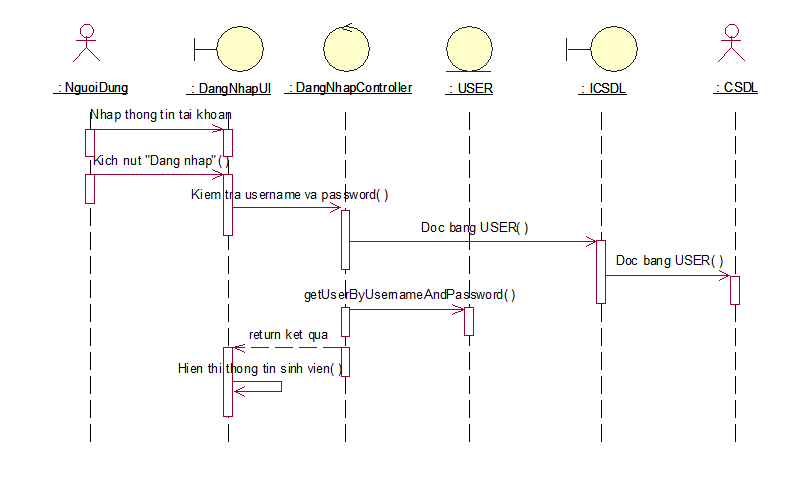 : NguoiDung
: DangNhapUI
: DangNhapController
: USER
: ICSDL
: CSDL
Nhap thong tin tai khoan
Kich nut "Dang nhap"( )
Kiem tra username va password( )
Doc bang USER( )
Doc bang USER( )
getUserByUsernameAndPassword( )
return ket qua
Hien thi thong tin sinh vien( )